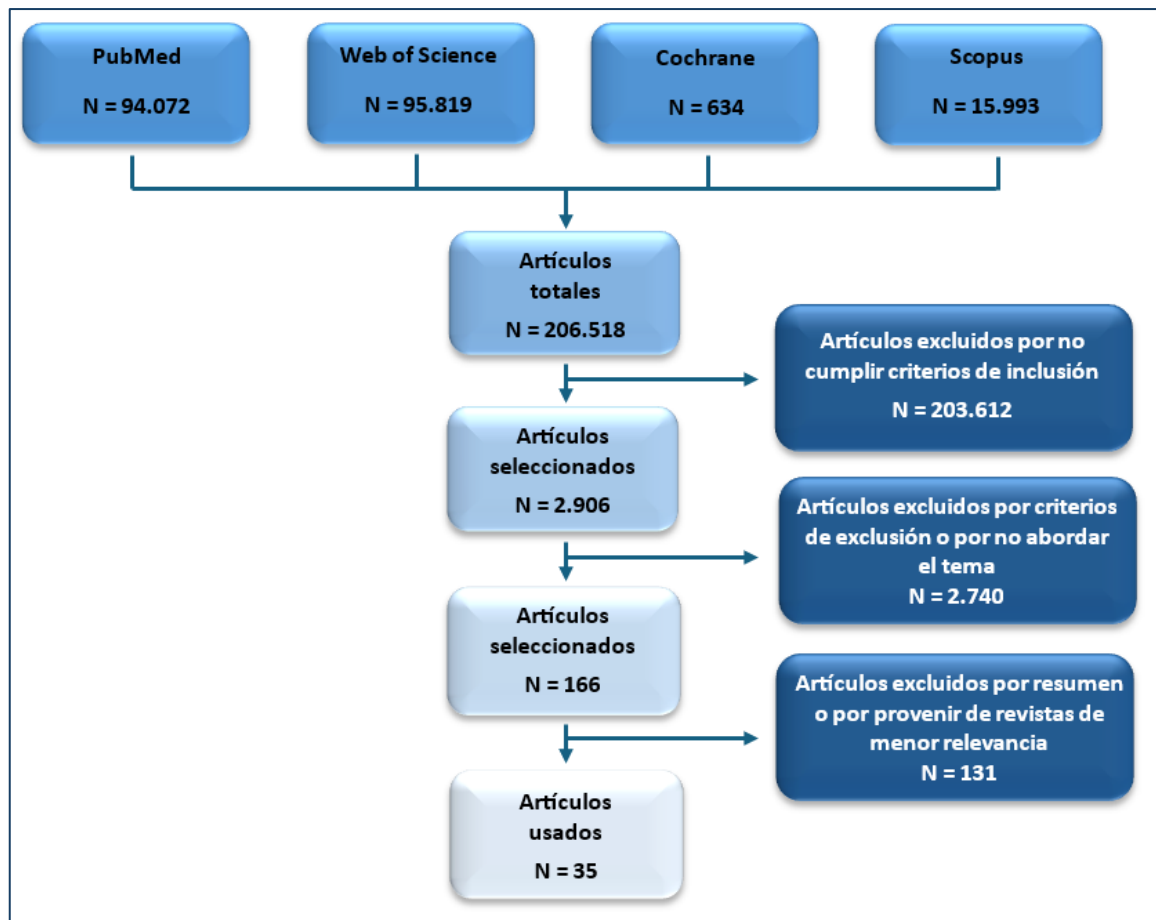 PubMed
N = 94.072
Web of Science
N = 95.819
Cochrane
N = 634
Scopus
N = 15.993
Artículos
totales
N = 206.518
Artículos excluidos por no
cumplir criterios de inclusión
N = 203.612
Artículos
seleccionados
N = 2.906
Artículos excluidos por criterios
de exclusión o por no abordar
el tema
N = 2.740
Artículos
seleccionados
N = 166
Artículos excluidos por resumen
o por provenir de revistas de
menor relevancia
N = 131
Artículos
usados
N = 35